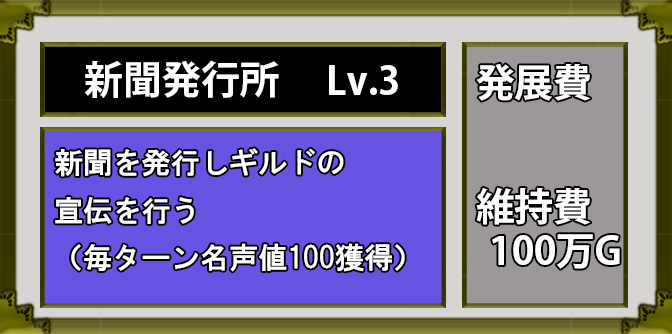 新聞発行所 Lv.3
新聞を発行しギルドの
宣伝を行う
（毎ターン名声値100獲得）
発展費
維持費
100万G